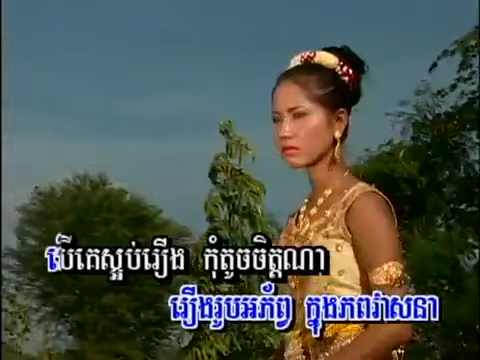 បើគេស្អប់រឿង កុំតូចចិត្តណា
រឿងរូបអភ័ព្វ ក្នុងភពវាសនា